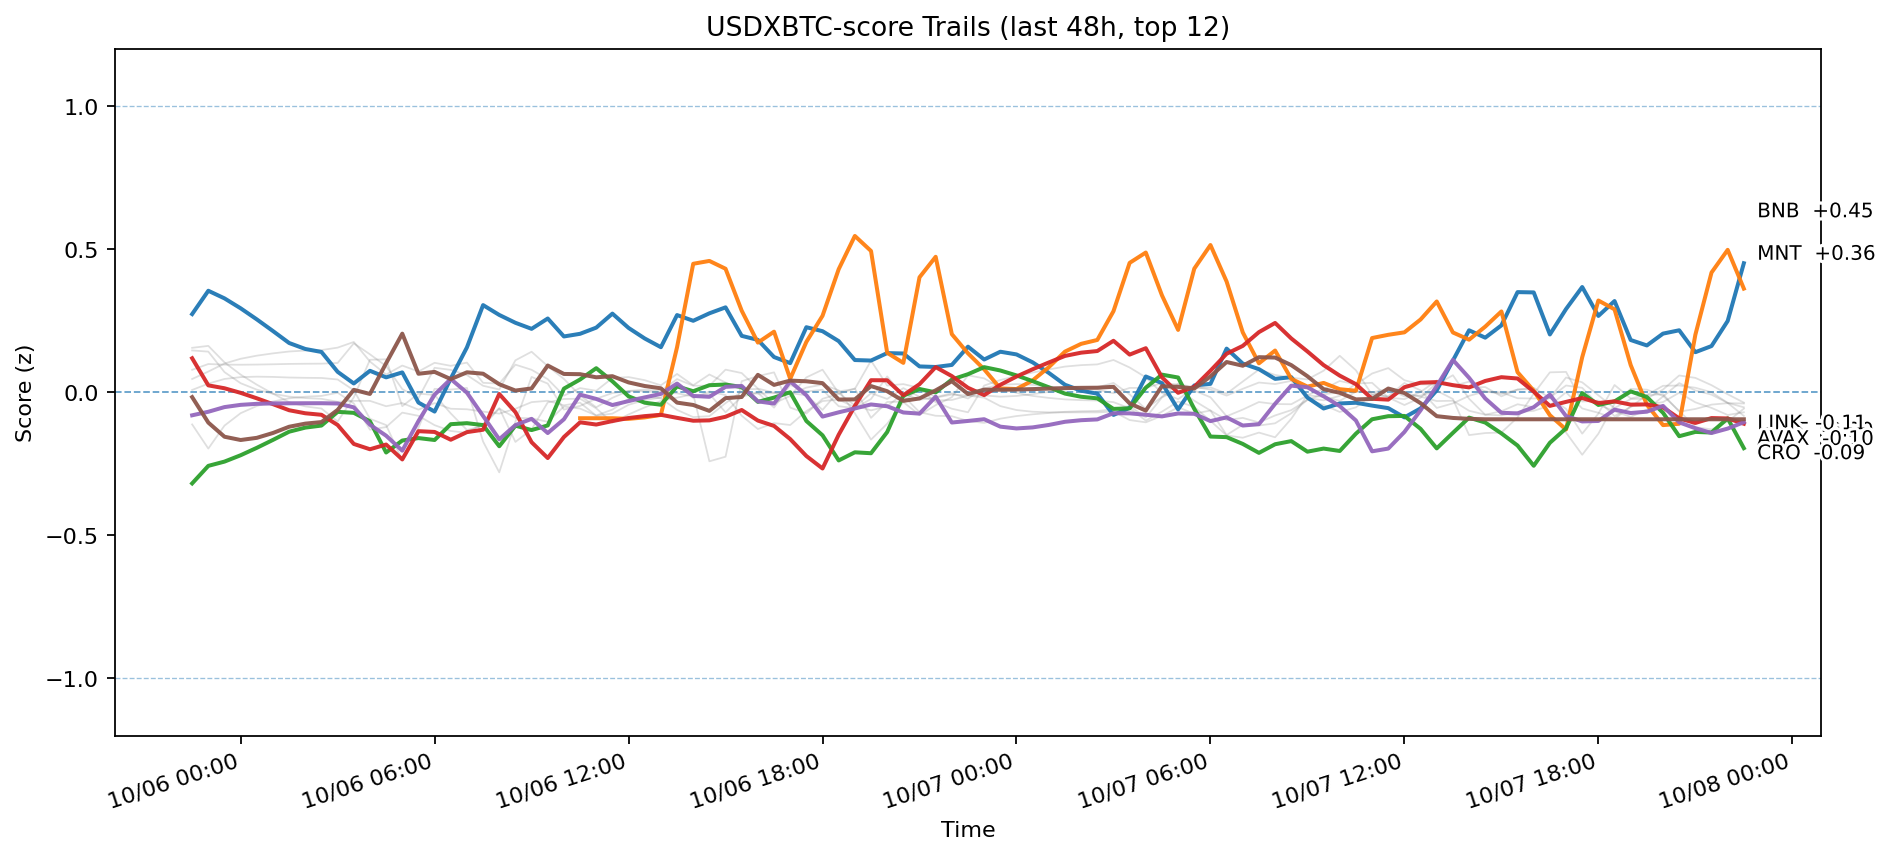 USDXBTC-score Trails (last 48h, top 12)
Score (z)
1.0
0.5
0.0
−0.5
−1.0
BNB +0.45
MNT +0.36
LINK -0.11
AVAX -0.10
CRO -0.09
10/06 00:00
10/06 06:00
10/06 12:00
10/06 18:00
10/07 00:00
10/07 06:00
10/07 12:00
10/07 18:00
10/08 00:00
Time